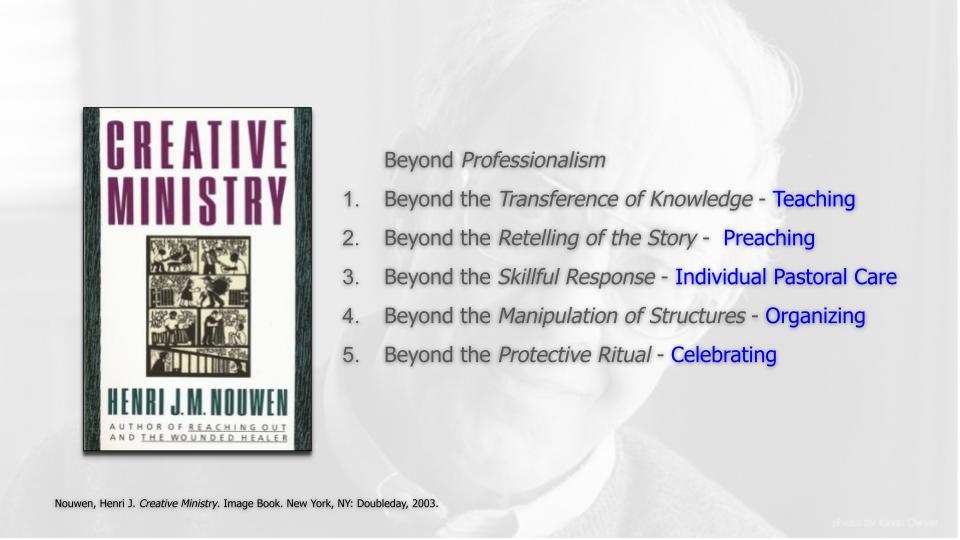 CREATIVE
MINISTRY
HENRI J.M. NOUWEN
AUTHOR OF REACHING OUT
AND THE WOUNDED HEALER
Beyond Professionalism
1. Beyond the Transference of Knowledge - Teaching
2. Beyond the Retelling of the Story - Preaching
3. Beyond the Skillful Response - Individual Pastoral Care
4. Beyond the Manipulation of Structures - Organizing
5. Beyond the Protective Ritual - Celebrating
Nouwen, Henri J. Creative Ministry. Image Book. New York, NY: Doubleday, 2003.
photo by Kevin Dwyer